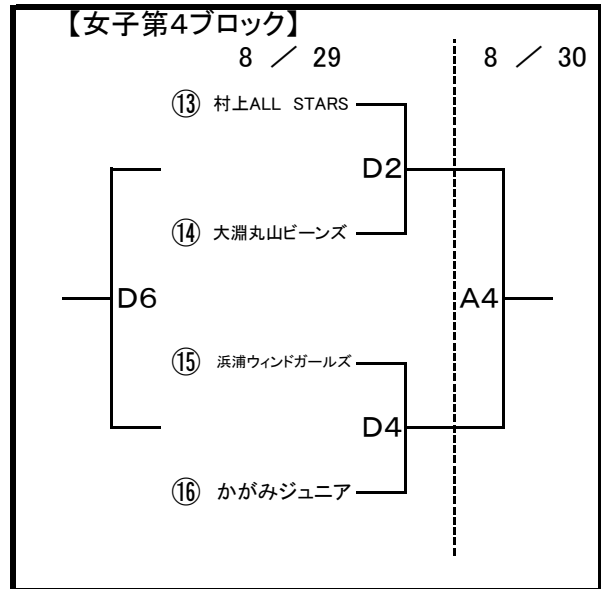 【女子第4ブロック】
8 ／ 29
8 ／ 30
⑬ 村上ALL STARS
D2
⑭ 大淵丸山ビーンズ
D6
A4
⑮ 浜浦ウィンドガールズ
D4
⑯ かがみジュニア